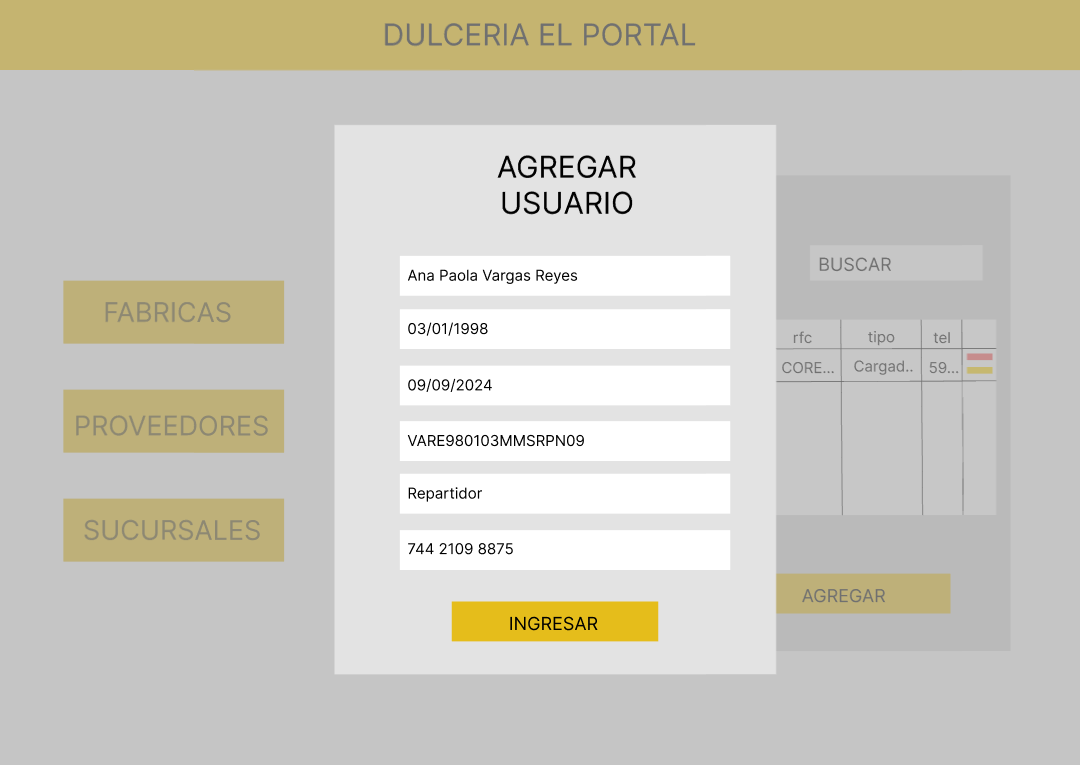 DULCERIA EL PORTAL
AGREGAR
USUARIO
Ana Paola Vargas Reyes
03/01/1998
09/09/2024
VARE980103MMSRPN09
Repartidor
744 2109 8875
INGRESAR
FABRICAS
PROVEEDORES
SUCURSALES
BUSCAR
rfc tipo tel
CORE... Cargad.. 59...
AGREGAR